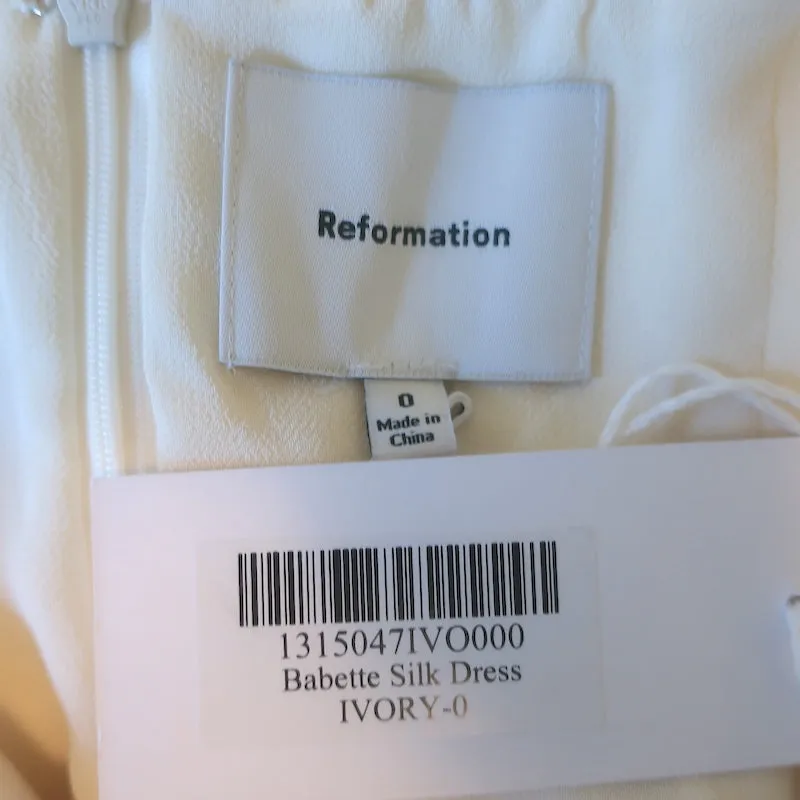 Reformation
0
Made in
China
1315047IVO000
Babette Silk Dress
IVORY-0